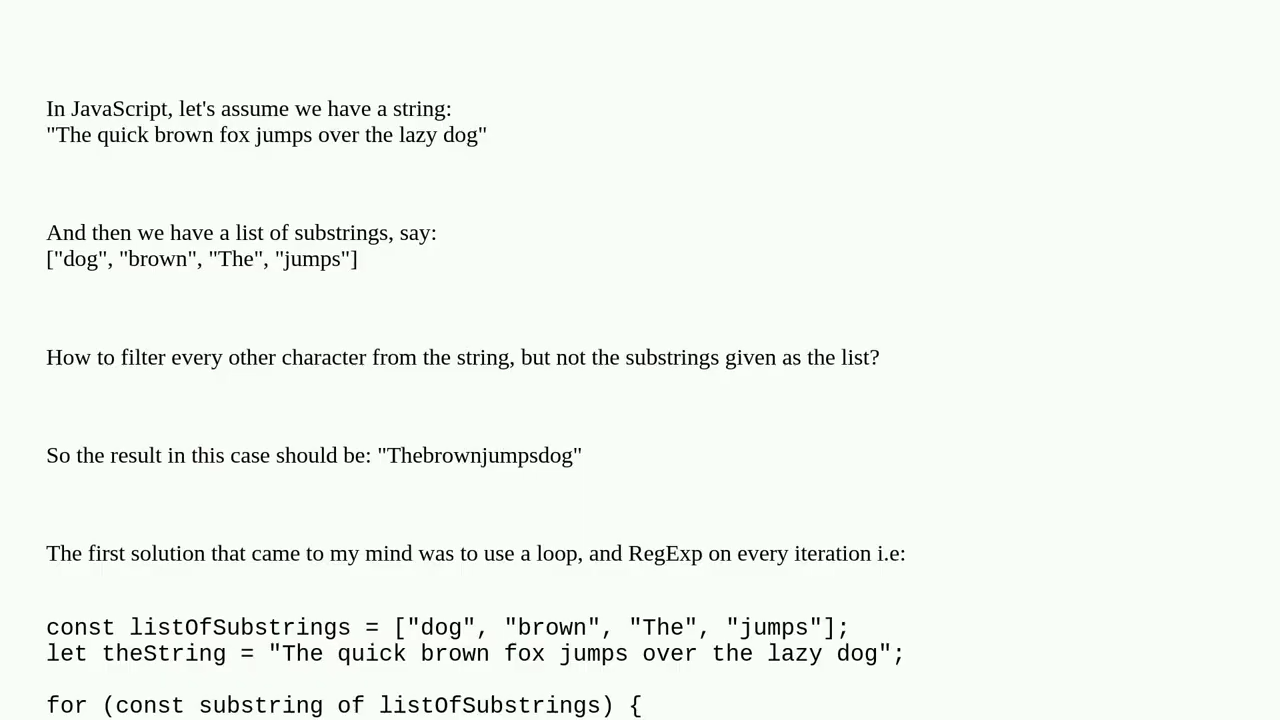 In JavaScript, let's assume we have a string:
"The quick brown fox jumps over the lazy dog"
And then we have a list of substrings, say:
["dog", "brown", "The", "jumps"]
How to filter every other character from the string, but not the substrings given as the list?
So the result in this case should be: "Thebrownjumpsdog"
The first solution that came to my mind was to use a loop, and RegExp on every iteration i.e:
const listOfSubstrings = ["dog", "brown", "The", "jumps"];
let theString = "The quick brown fox jumps over the lazy dog";
for (const substring of listOfSubstrings) {